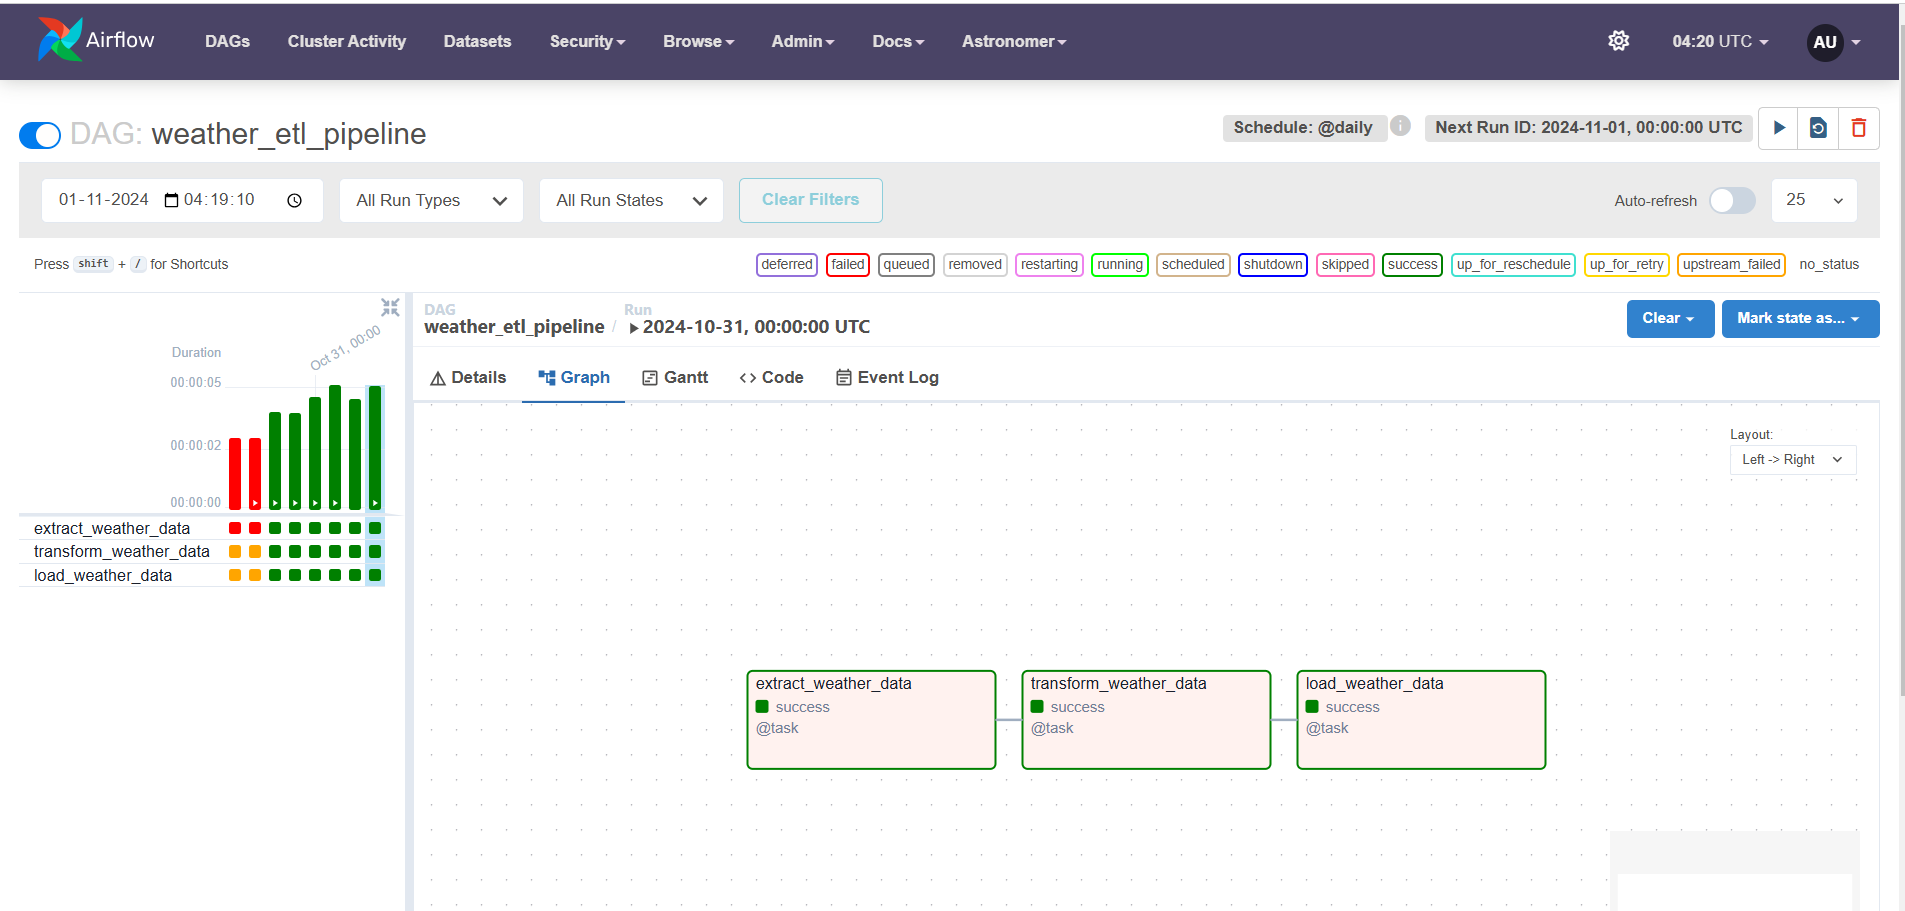 Airflow DAGs Cluster Activity Datasets Security Browse Admin Docs Astronomer 04:20 UTC AU
DAG: weather_etl_pipeline
Schedule: @daily Next Run ID: 2024-11-01, 00:00:00 UTC
01-11-2024 04:19:10 All Run Types All Run States Clear Filters Auto-refresh 25
Press shift + / for Shortcuts
deferred failed queued removed restarting running scheduled shutdown skipped success up_for_reschedule up_for_retry upstream_failed no_status
DAG Run
weather_etl_pipeline / 2024-10-31, 00:00:00 UTC
Clear Mark state as...
Details Graph Gantt Code Event Log
Oct 31, 00:00
Duration
00:00:05
00:00:02
00:00:00
extract_weather_data
transform_weather_data
load_weather_data
Layout:
Left -> Right
extract_weather_data
success
@task
transform_weather_data
success
@task
load_weather_data
success
@task